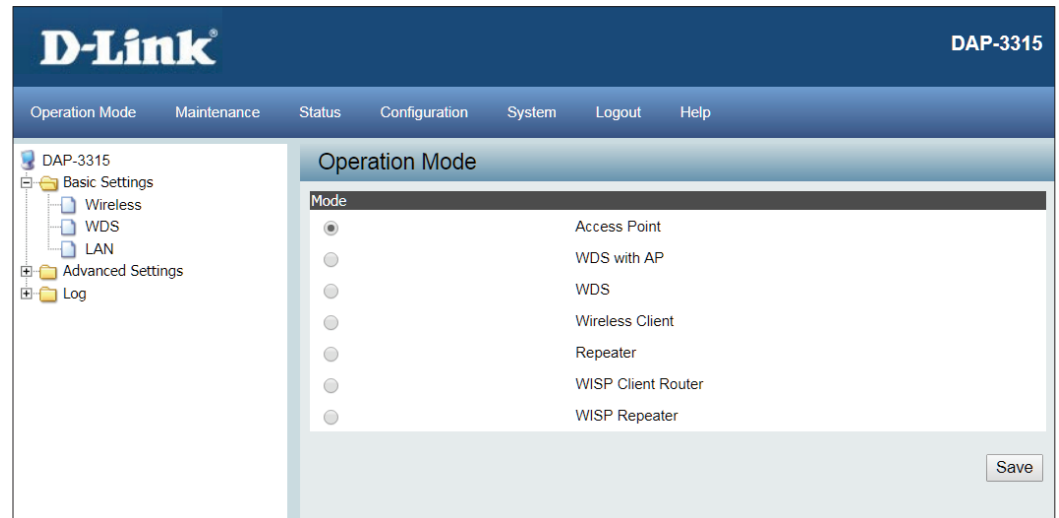 D-Link®
DAP-3315
Operation Mode Maintenance Status Configuration System Logout Help
DAP-3315
Basic Settings
Wireless
WDS
LAN
Advanced Settings
Log
Operation Mode
Mode
Access Point
WDS with AP
WDS
Wireless Client
Repeater
WISP Client Router
WISP Repeater
Save